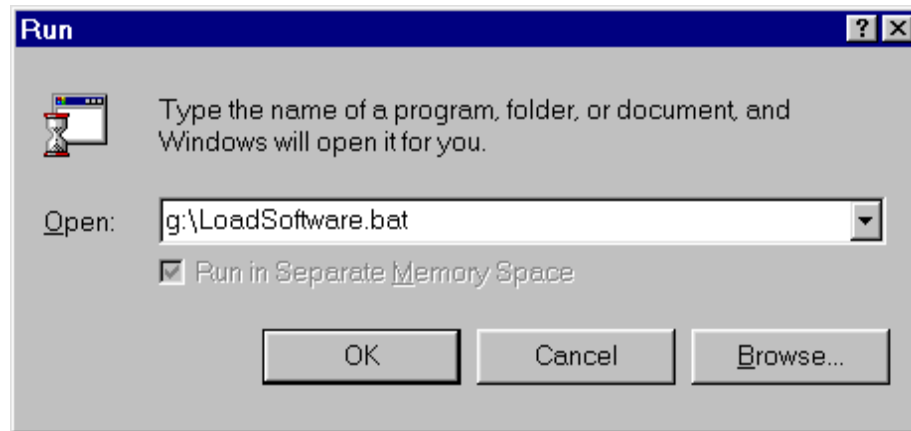 Run
Type the name of a program, folder, or document, and
Windows will open it for you.
Open: g:\LoadSoftware.bat
Run in Separate Memory Space
OK Cancel Browse...